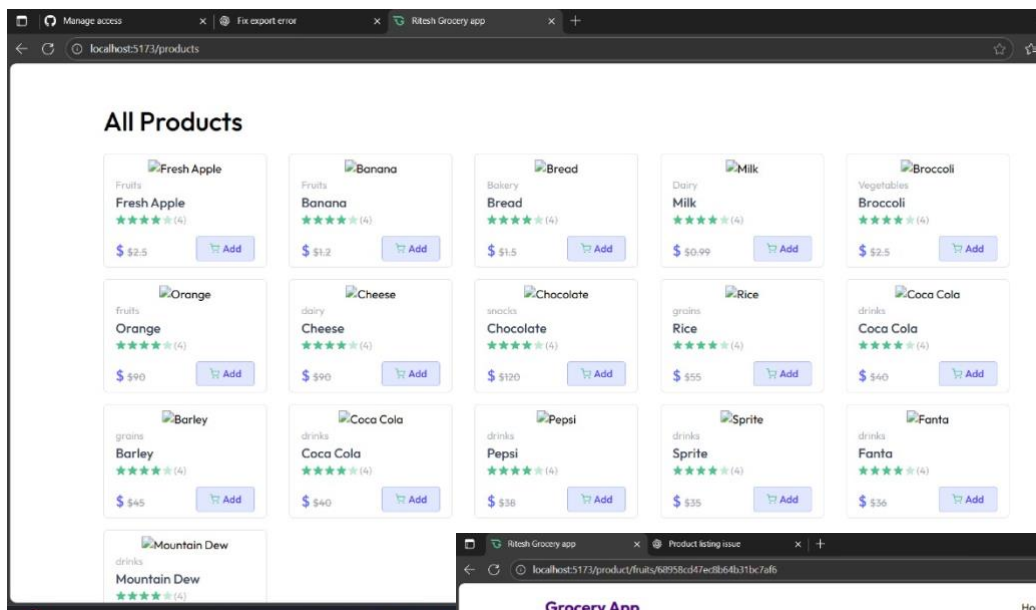 Manage access
Fix export error
Ritesh Grocery app
localhost:5173/products
All Products
Fresh Apple
Banana
Bread
Milk
Broccoli
Fruits
Fruits
Bakery
Dairy
Vegetables
Fresh Apple
Banana
Bread
Milk
Broccoli
(4)
(4)
(4)
(4)
(4)
$ $2.5 Add
$ $1.2 Add
$ $1.5 Add
$ $0.99 Add
$ $2.5 Add
Orange
Cheese
Chocolate
Rice
Coca Cola
fruits
dairy
snacks
grains
drinks
Orange
Cheese
Chocolate
Rice
Coca Cola
(4)
(4)
(4)
(4)
(4)
$ $90 Add
$ $90 Add
$ $120 Add
$ $55 Add
$ $40 Add
Barley
Coca Cola
Pepsi
Sprite
Fanta
grains
drinks
drinks
drinks
drinks
Barley
Coca Cola
Pepsi
Sprite
Fanta
(4)
(4)
(4)
(4)
(4)
$ $45 Add
$ $40 Add
$ $38 Add
$ $35 Add
$ $36 Add
Mountain Dew
drinks
Mountain Dew
(4)
Ritesh Grocery app
Product listing issue
localhost:5173/product/fruits/68958cd47ec8b64b31bc7af6
Grocery App